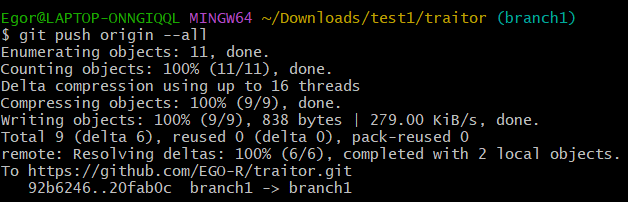 Egor@LAPTOP-ONNGIQQL MINGW64 ~/Downloads/test1/traitor (branch1)
$ git push origin --all
Enumerating objects: 11, done.
Counting objects: 100% (11/11), done.
Delta compression using up to 16 threads
Compressing objects: 100% (9/9), done.
Writing objects: 100% (9/9), 838 bytes | 279.00 KiB/s, done.
Total 9 (delta 6), reused 0 (delta 0), pack-reused 0
remote: Resolving deltas: 100% (6/6), completed with 2 local objects.
To https://github.com/EGO-R/traitor.git
   92b6246..20fab0c  branch1 -> branch1